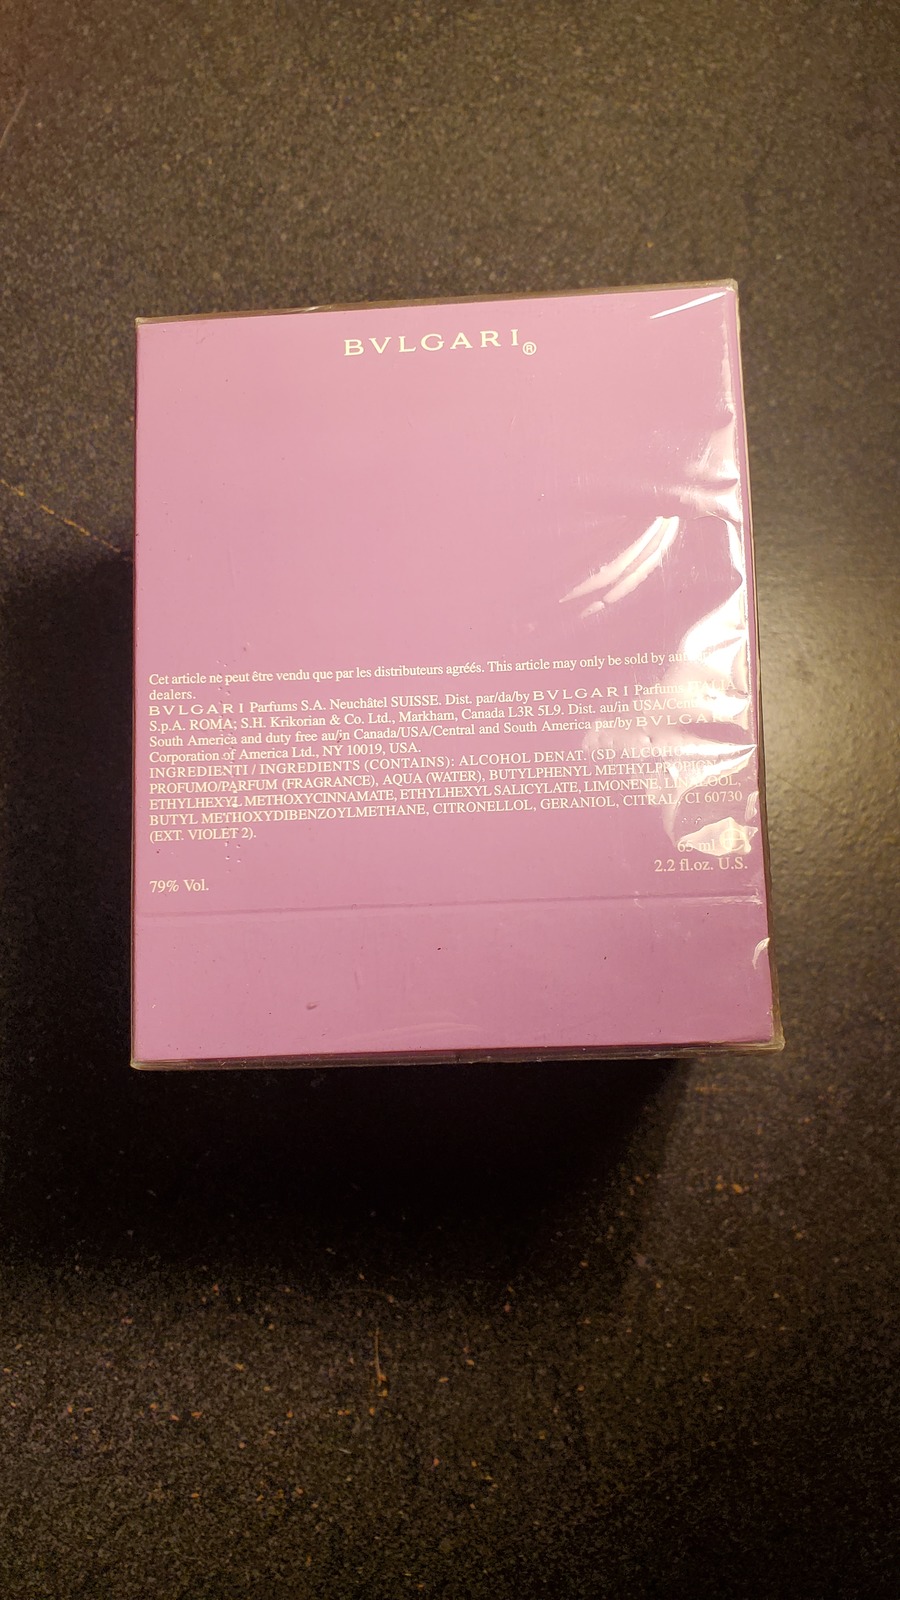 BVLGARI®
Cet article ne peut être vendu que par les distributeurs agréés. This article may only be sold by
dealers.
BVLGARI Parfums S.A. Neuchâtel SUISSE. Dist. par/da/by BVLGARI Parfums ITALIA
S.p.A. ROMA; S.H. Krikorian & Co. Ltd., Markham, Canada L3R 5L9. Dist. au/in USA/Central
South America and duty free au/in Canada/USA/Central and South America par/by BVLGARI
Corporation of America Ltd., NY 10019, USA.
INGREDIENTI / INGREDIENTS (CONTAINS): ALCOHOL DENAT. (SD ALCOHOL
PROFUMO/PARFUM (FRAGRANCE), AQUA (WATER), BUTYLPHENYL METHYLPROPIONAL,
ETHYLHEXYL METHOXYCINNAMATE, ETHYLHEXYL SALICYLATE, LIMONENE, LINALOOL,
BUTYL METHOXYDIBENZOYLMETHANE, CITRONELLOL, GERANIOL, CITRAL, CI 60730
(EXT. VIOLET 2).
65 ml
2.2 fl.oz. U.S.
79% Vol.